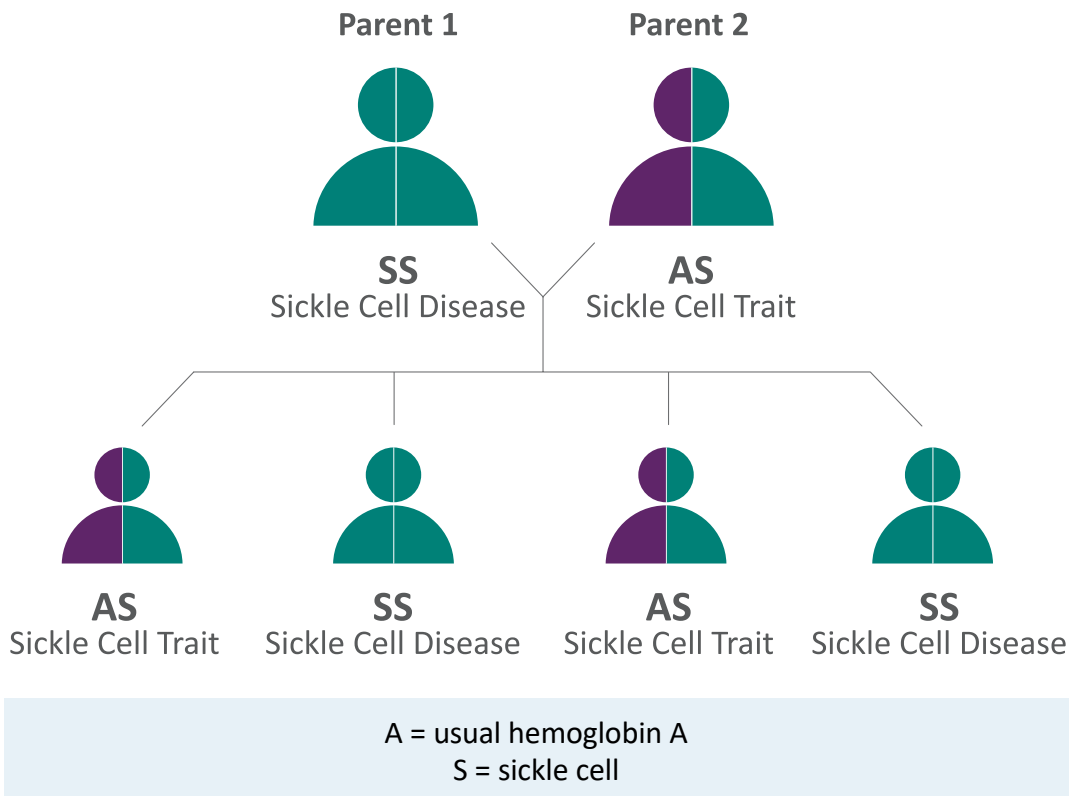 Parent 1
Parent 2
SS
Sickle Cell Disease
AS
Sickle Cell Trait
AS
Sickle Cell Trait
SS
Sickle Cell Disease
AS
Sickle Cell Trait
SS
Sickle Cell Disease
A = usual hemoglobin A
S = sickle cell